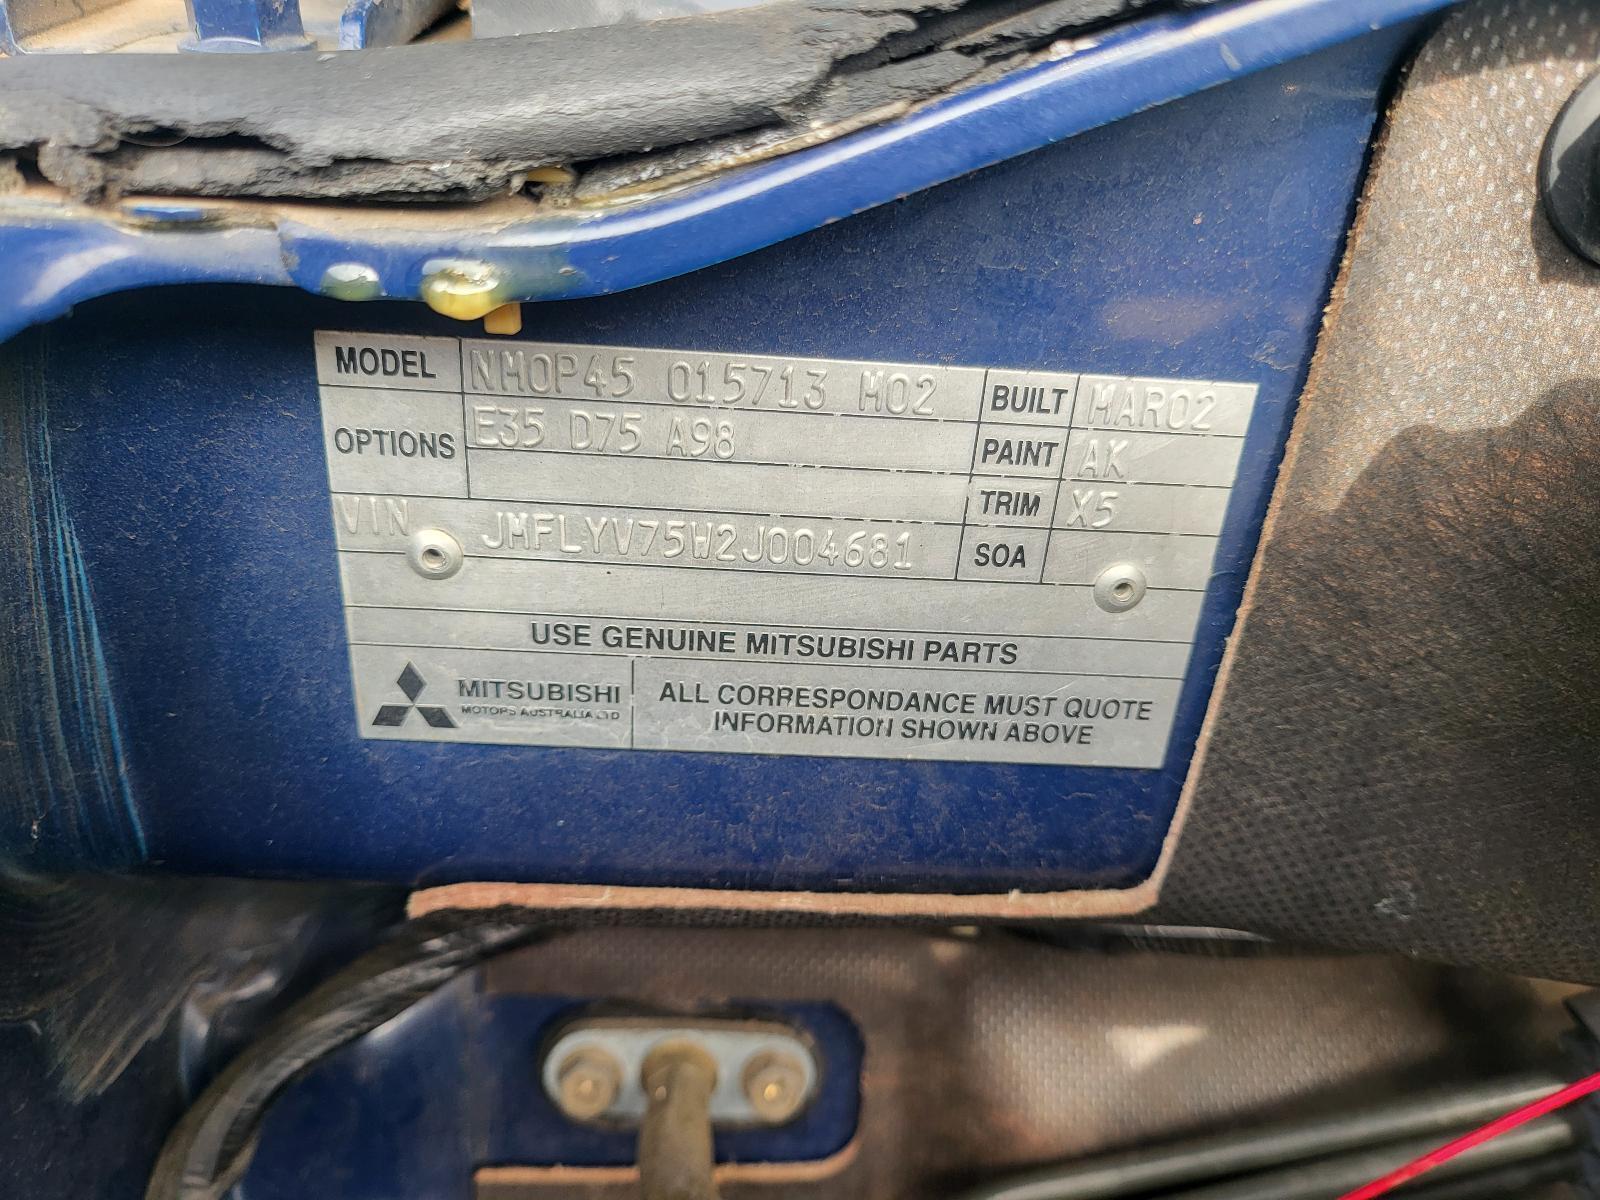 MODEL NMOP45 015713 M02 BUILT MAR02
OPTIONS E35 D75 A98 PAINT AK
TRIM X5
VIN JMFLYV75W2J004681 SOA
USE GENUINE MITSUBISHI PARTS
MITSUBISHI
MOTORS AUSTRALIA LTD
ALL CORRESPONDANCE MUST QUOTE
INFORMATION SHOWN ABOVE